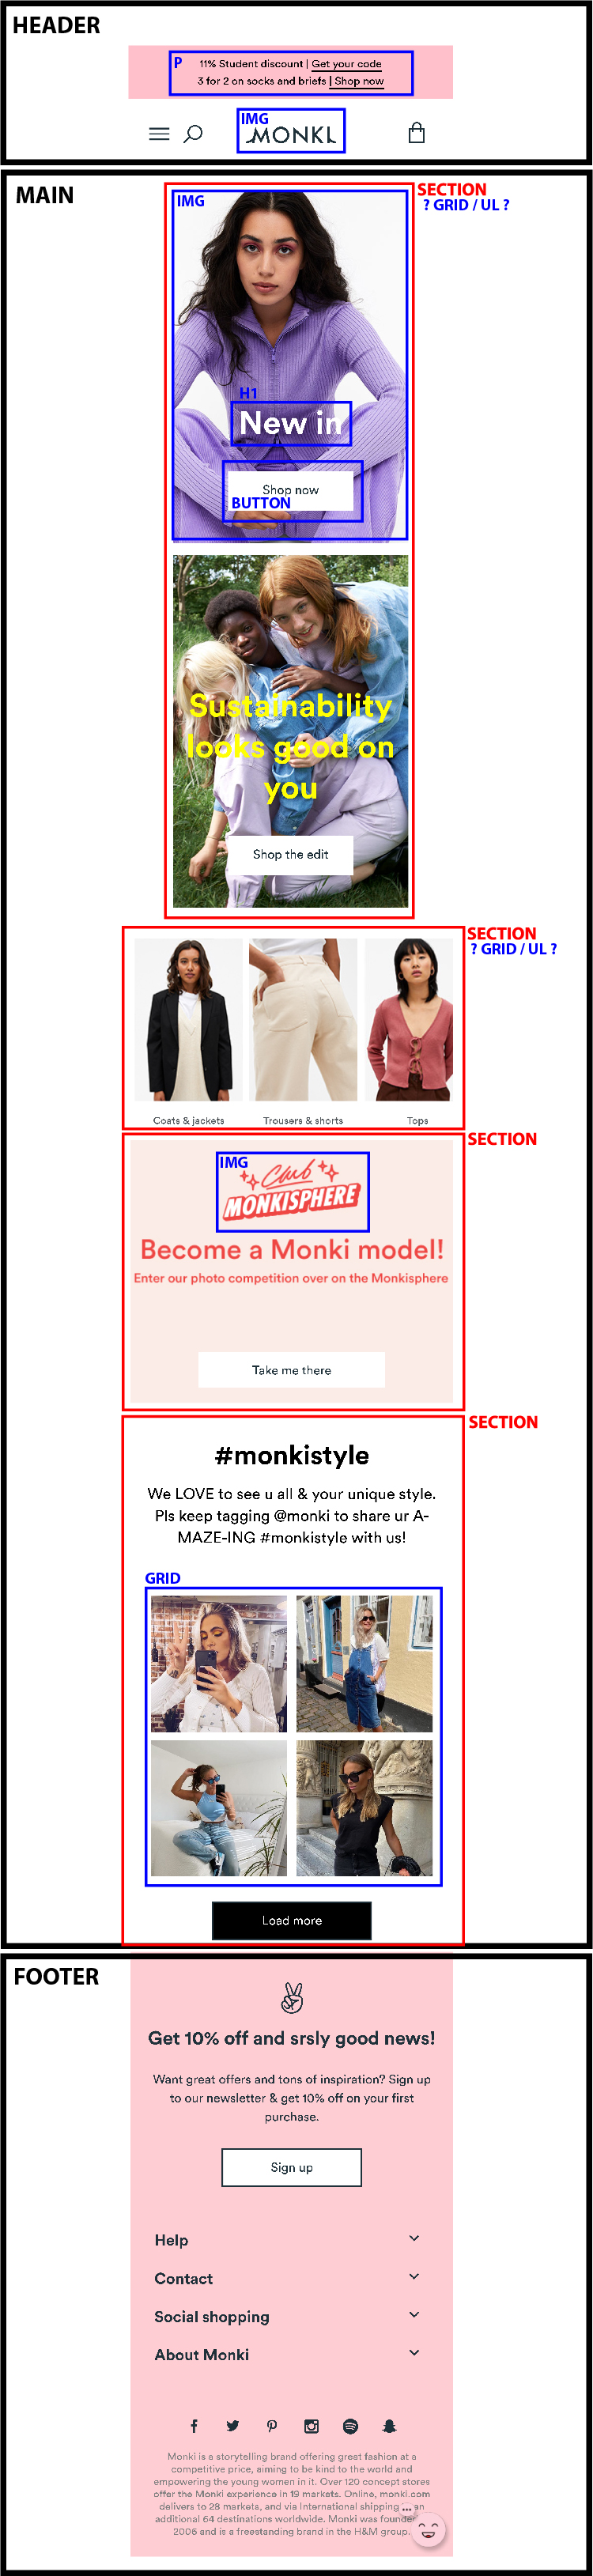 HEADER
P
11% Student discount | Get your code
3 for 2 on socks and briefs | Shop now
IMG
MONKI
MAIN
SECTION
? GRID / UL ?
IMG
H1
New in
Shop now
BUTTON
Sustainability
looks good on
you
Shop the edit
SECTION
? GRID / UL ?
Coats & jackets
Trousers & shorts
Tops
SECTION
IMG
Club
MONKISPHERE
Become a Monki model!
Enter our photo competition over on the Monkisphere
Take me there
SECTION
#monkistyle
We LOVE to see u all & your unique style.
Pls keep tagging @monki to share ur A-
MAZE-ING #monkistyle with us!
GRID
Load more
FOOTER
Get 10% off and srsly good news!
Want great offers and tons of inspiration? Sign up
to our newsletter & get 10% off on your first
purchase.
Sign up
Help
Contact
Social shopping
About Monki
Monki is a storytelling brand offering great fashion at a
competitive price, aiming to be kind to the world and
empowering the young women in it. Over 120 concept stores
offer the Monki experience in 19 markets. Online, monki.com
delivers to 28 markets, and via International shipping
additional 64 destinations worldwide. Monki was founded
2006 and is a freestanding brand in the H&M group.